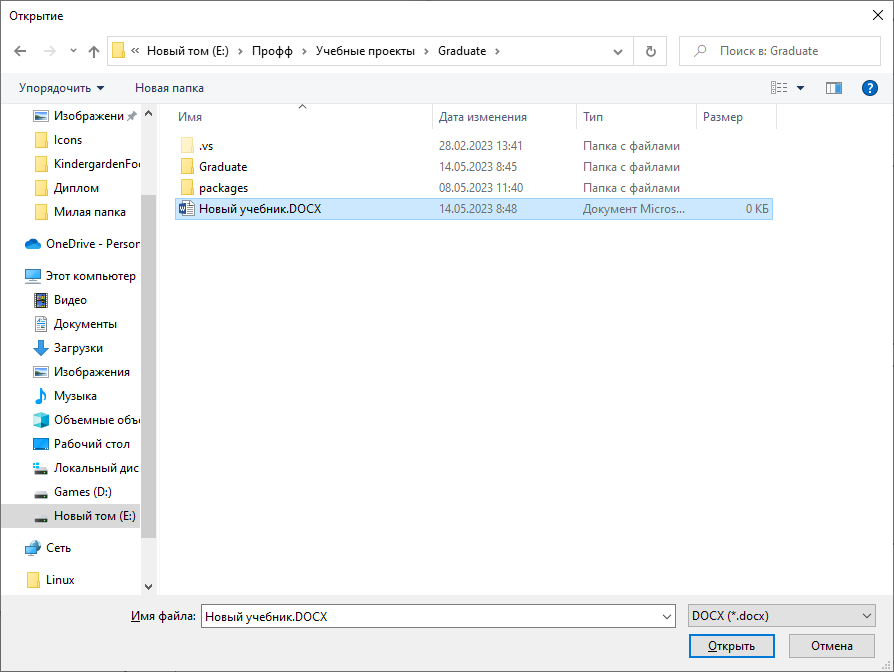 Открытие
« Новый том (E:) › Профф › Учебные проекты › Graduate ›
Поиск в: Graduate
Упорядочить Новая папка
?
Изображени
Icons
KindergardenFoo
Диплом
Милая папка
OneDrive - Person
Этот компьютер
Видео
Документы
Загрузки
Изображения
Музыка
Объемные объ
Рабочий стол
Локальный дис
Games (D:)
Новый том (E:)
Сеть
Linux
Имя Дата изменения Тип Размер
.vs 28.02.2023 13:41 Папка с файлами
Graduate 14.05.2023 8:45 Папка с файлами
packages 08.05.2023 11:40 Папка с файлами
Новый учебник.DOCX 14.05.2023 8:48 Документ Micros... 0 КБ
Имя файла: Новый учебник.DOCX DOCX (*.docx)
Открыть Отмена